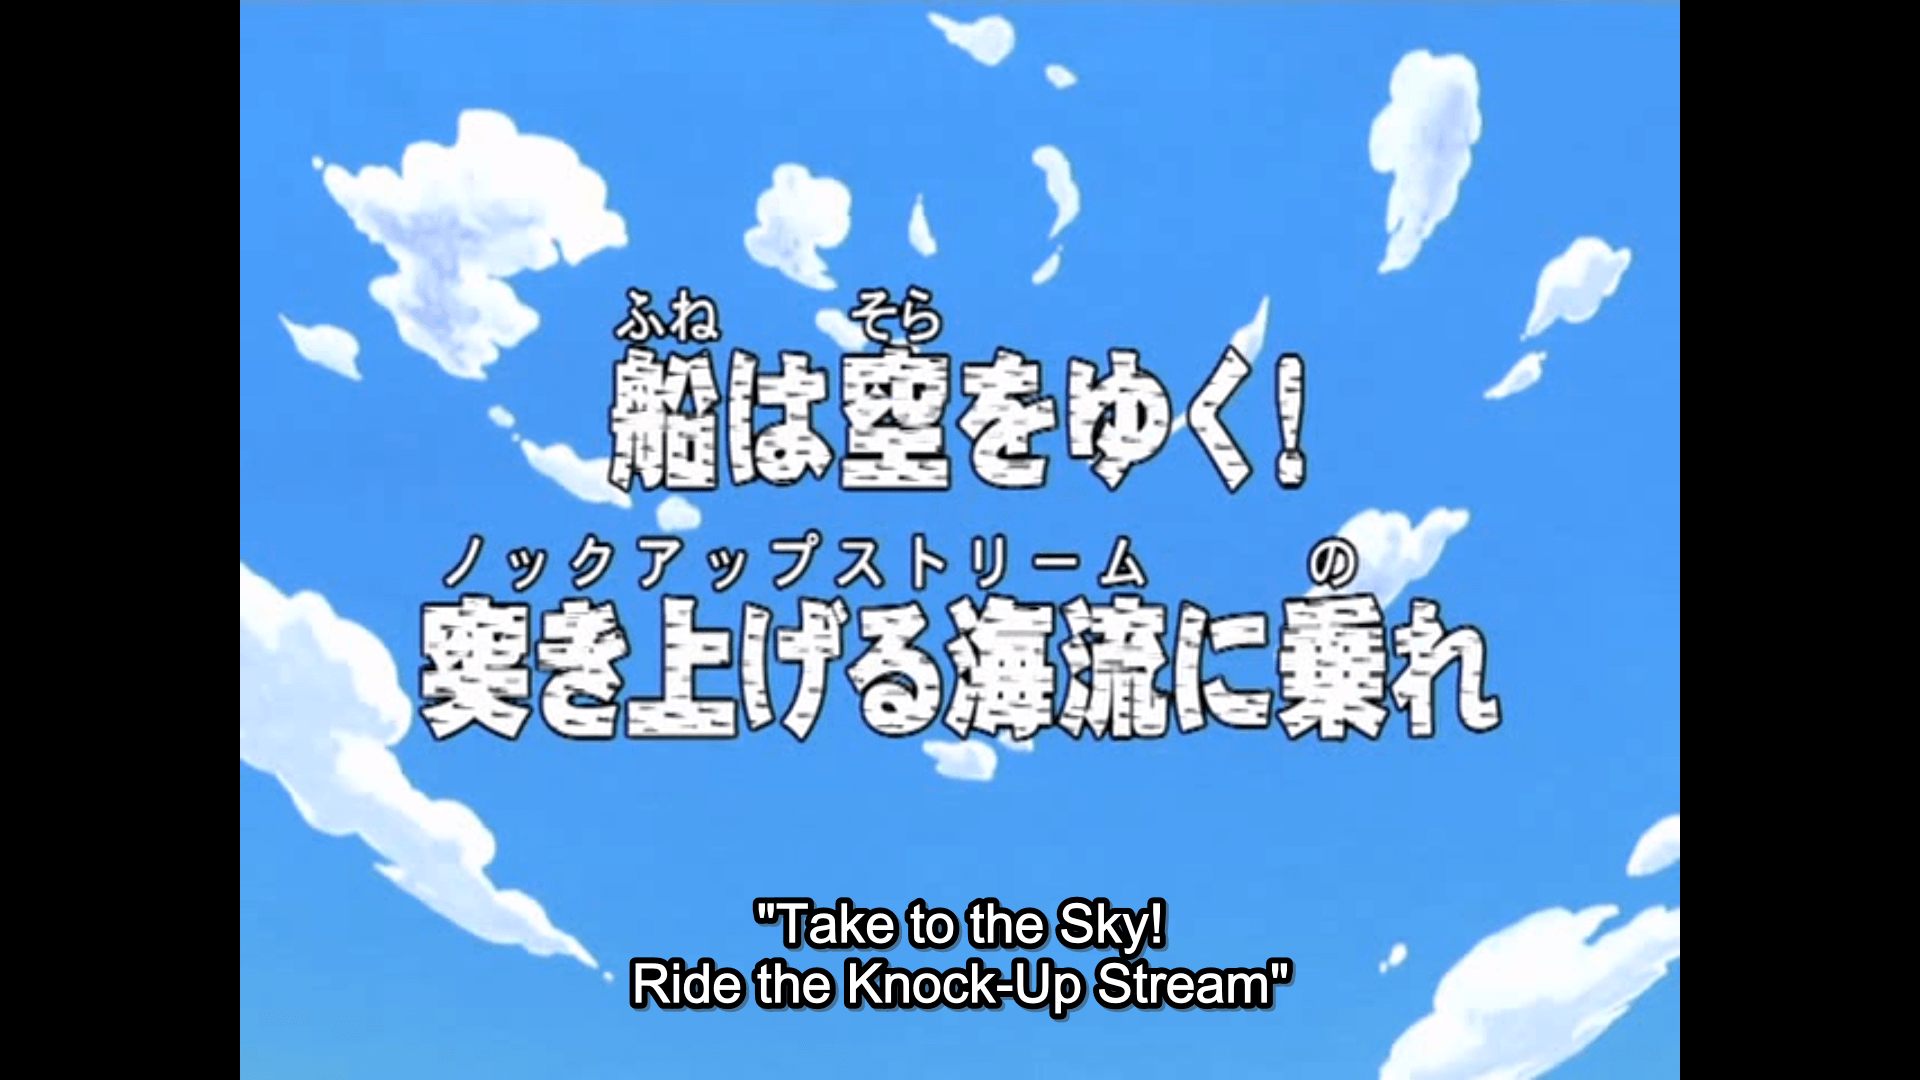 ふね そら
船は空をゆく!
ノックアップストリーム の
突き上げる海流に乗れ
"Take to the Sky!
Ride the Knock-Up Stream"